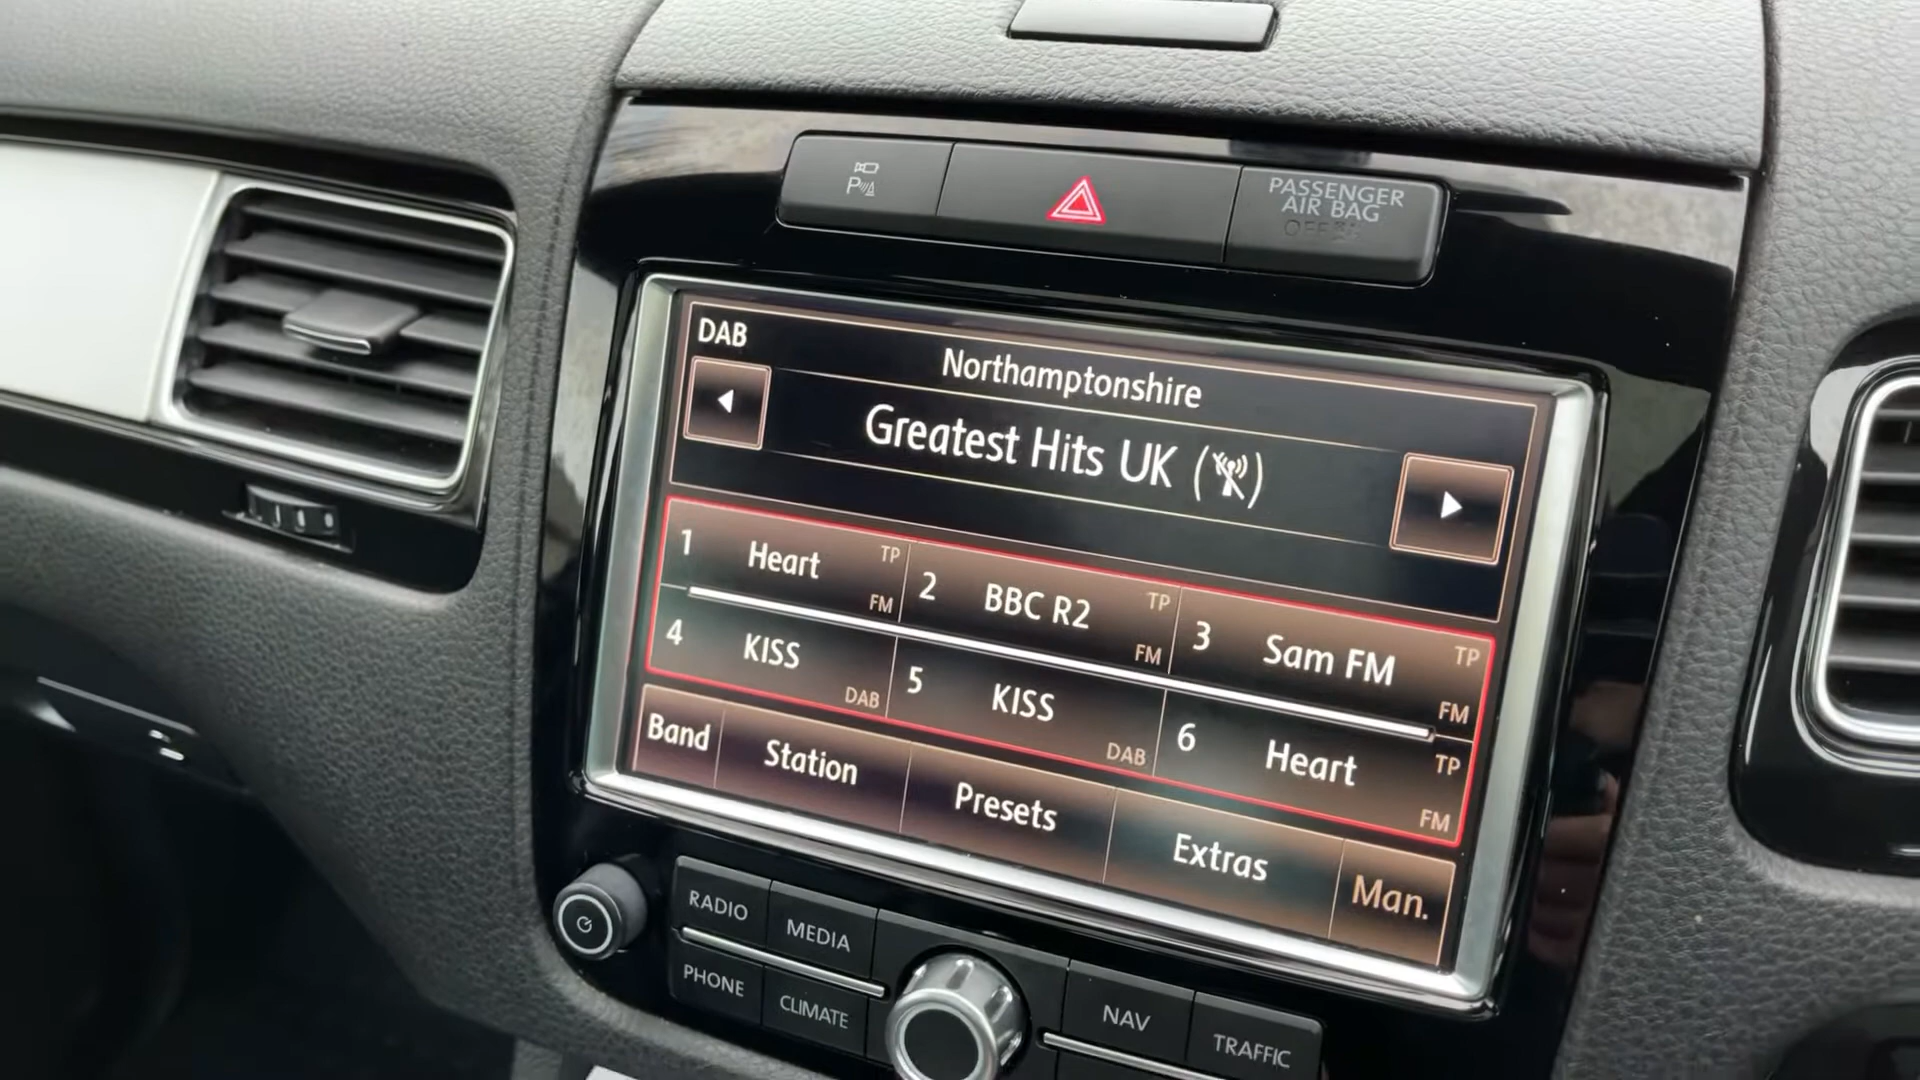 P
PASSENGER
AIR BAG
OFF
DAB
Northamptonshire
Greatest Hits UK
1 Heart TP FM
2 BBC R2 TP FM
3 Sam FM TP FM
4 KISS DAB
5 KISS DAB
6 Heart TP FM
Band Station Presets Extras Man.
RADIO MEDIA
PHONE CLIMATE
NAV TRAFFIC